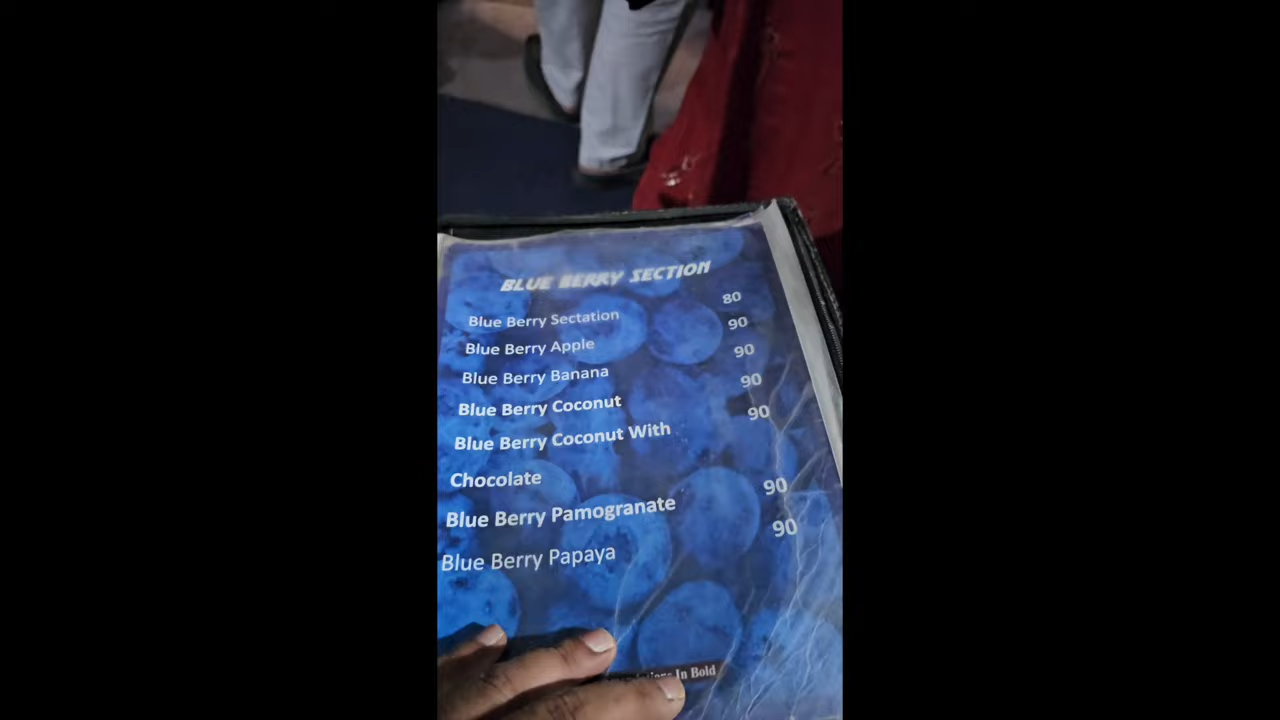 BLUE BERRY SECTION
Blue Berry Sectation 80
Blue Berry Apple 90
Blue Berry Banana 90
Blue Berry Coconut 90
Blue Berry Coconut With 90
Chocolate
Blue Berry Pamogranate 90
Blue Berry Papaya 90
In Bold